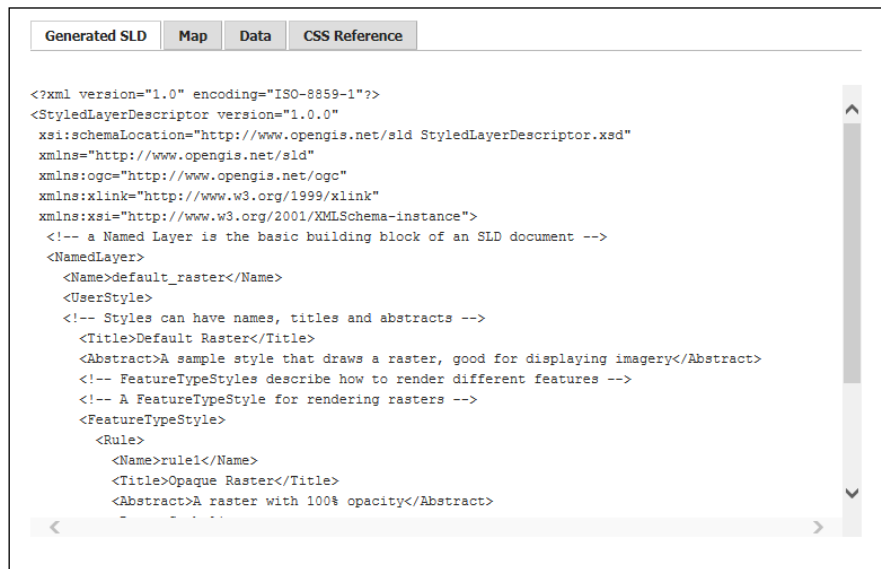 Generated SLD Map Data CSS Reference
<?xml version="1.0" encoding="ISO-8859-1"?>
<StyledLayerDescriptor version="1.0.0"
xsi:schemaLocation="http://www.opengis.net/sld StyledLayerDescriptor.xsd"
xmlns="http://www.opengis.net/sld"
xmlns:ogc="http://www.opengis.net/ogc"
xmlns:xlink="http://www.w3.org/1999/xlink"
xmlns:xsi="http://www.w3.org/2001/XMLSchema-instance">
<!-- a Named Layer is the basic building block of an SLD document -->
<NamedLayer>
<Name>default_raster</Name>
<UserStyle>
<!-- Styles can have names, titles and abstracts -->
<Title>Default Raster</Title>
<Abstract>A sample style that draws a raster, good for displaying imagery</Abstract>
<!-- FeatureTypeStyles describe how to render different features -->
<!-- A FeatureTypeStyle for rendering rasters -->
<FeatureTypeStyle>
<Rule>
<Name>rule1</Name>
<Title>Opaque Raster</Title>
<Abstract>A raster with 100% opacity</Abstract>